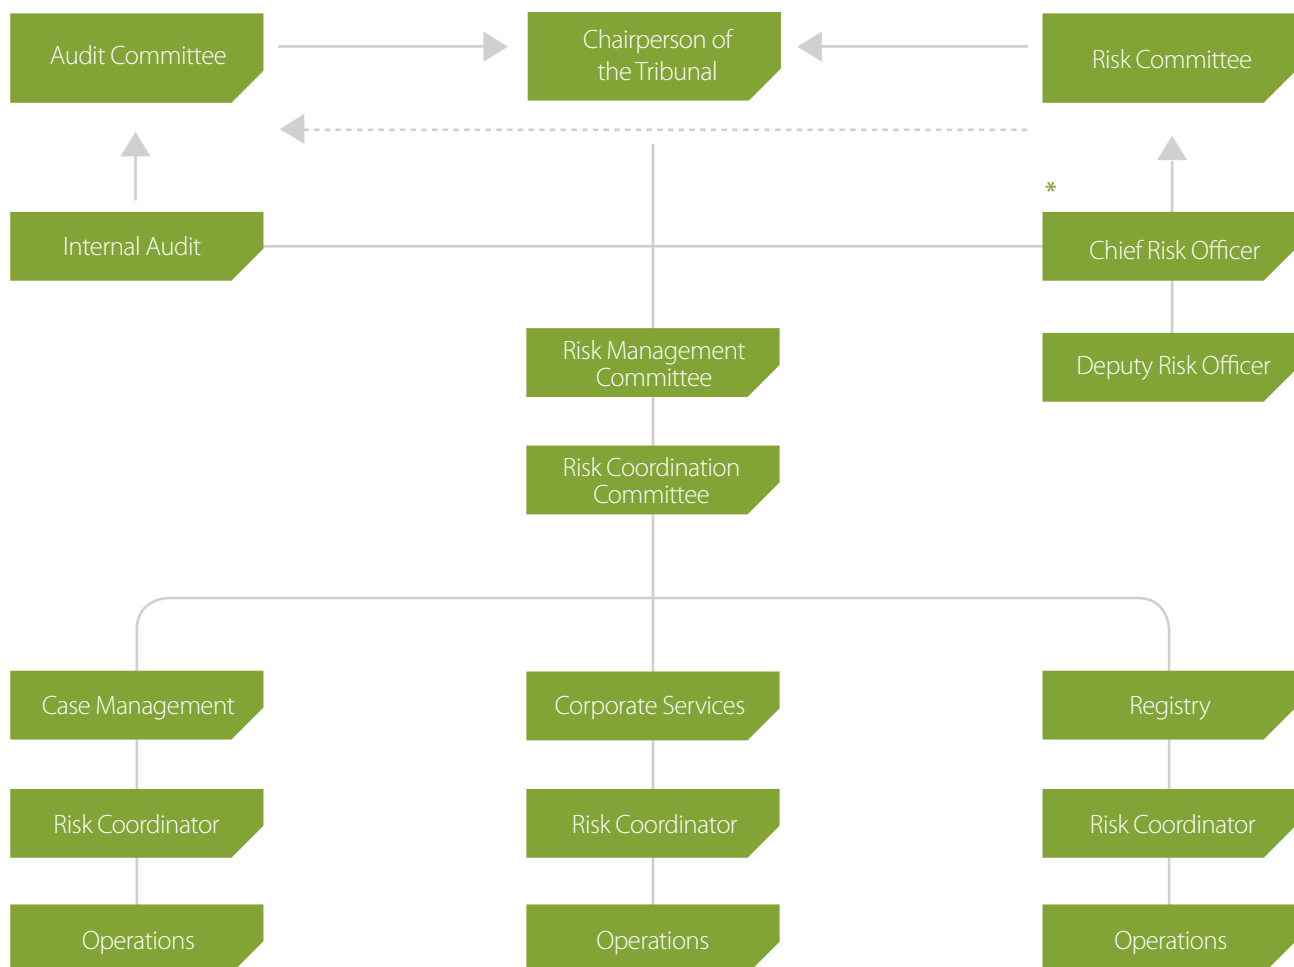 Audit Committee
Chairperson of
the Tribunal
Risk Committee
*
Internal Audit
Chief Risk Officer
Risk Management
Committee
Deputy Risk Officer
Risk Coordination
Committee
Case Management
Corporate Services
Registry
Risk Coordinator
Risk Coordinator
Risk Coordinator
Operations
Operations
Operations